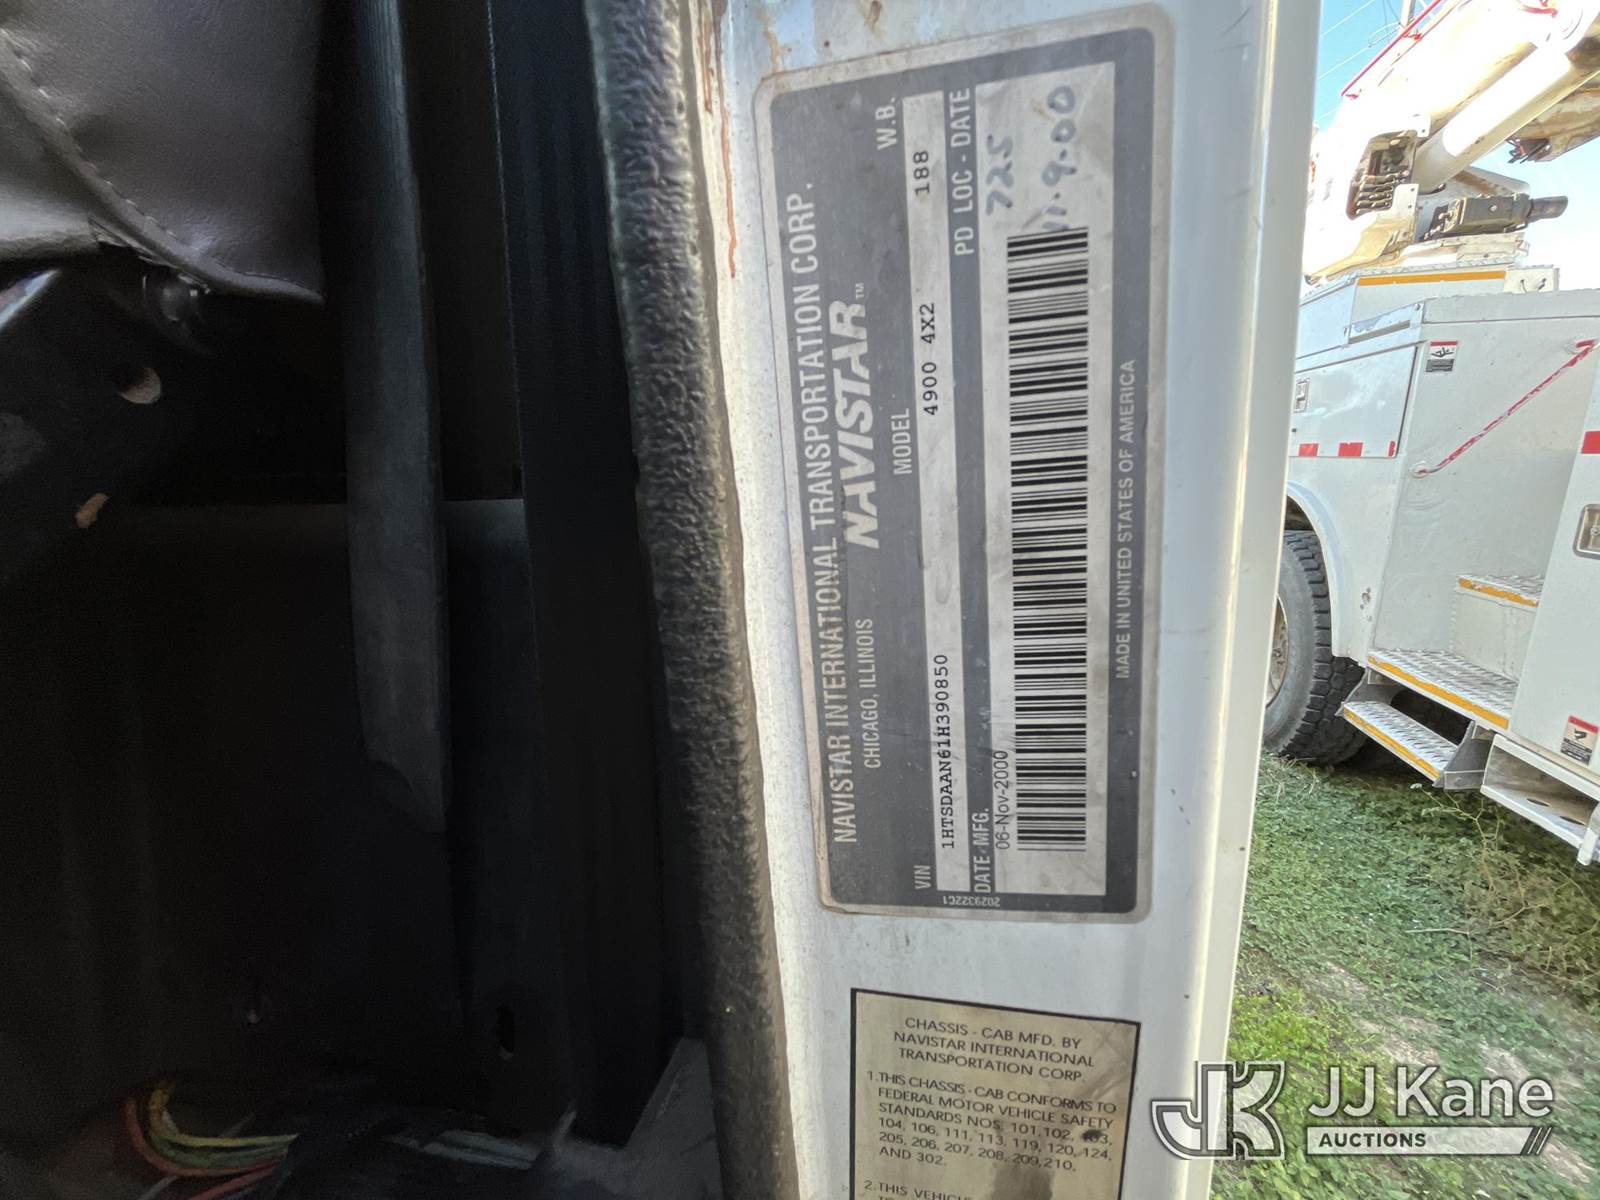 NAVISTAR INTERNATIONAL TRANSPORTATION CORP.
CHICAGO, ILLINOIS NAVISTAR™
VIN MODEL W.B.
1HTSDAAN61H390850 4900 4X2 188
DATE MFG. PD LOC - DATE
06-Nov-2000 725
11-9-00
MADE IN UNITED STATES OF AMERICA
2029322C1
CHASSIS - CAB MFD. BY
NAVISTAR INTERNATIONAL
TRANSPORTATION CORP.
1.THIS CHASSIS - CAB CONFORMS TO
FEDERAL MOTOR VEHICLE SAFETY
STANDARDS NOS. 101, 102, 103,
104, 106, 111, 113, 119, 120, 124,
205, 206, 207, 208, 209, 210,
AND 302.
2.THIS
JJ Kane
AUCTIONS